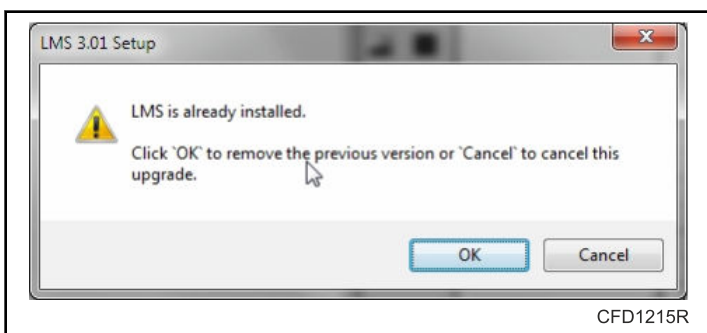 LMS 3.01 Setup
LMS is already installed.
Click `OK` to remove the previous version or `Cancel` to cancel this
upgrade.
OK
Cancel
CFD1215R